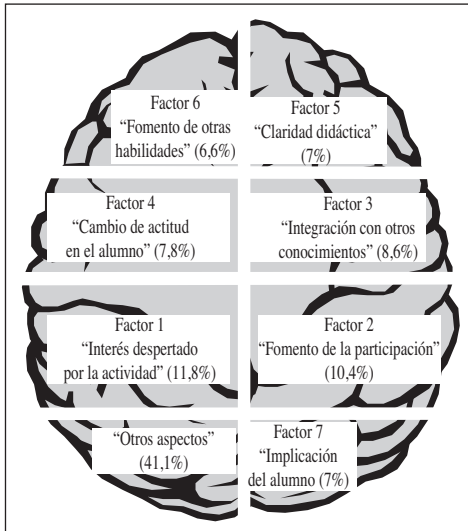 Factor 6
“Fomento de otras
habilidades” (6,6%)
Factor 5
“Claridad didáctica”
(7%)
Factor 4
“Cambio de actitud
en el alumno” (7,8%)
Factor 3
“Integración con otros
conocimientos” (8,6%)
Factor 1
“Interés despertado
por la actividad” (11,8%)
Factor 2
“Fomento de la participación”
(10,4%)
“Otros aspectos”
(41,1%)
Factor 7
“Implicación
del alumno” (7%)